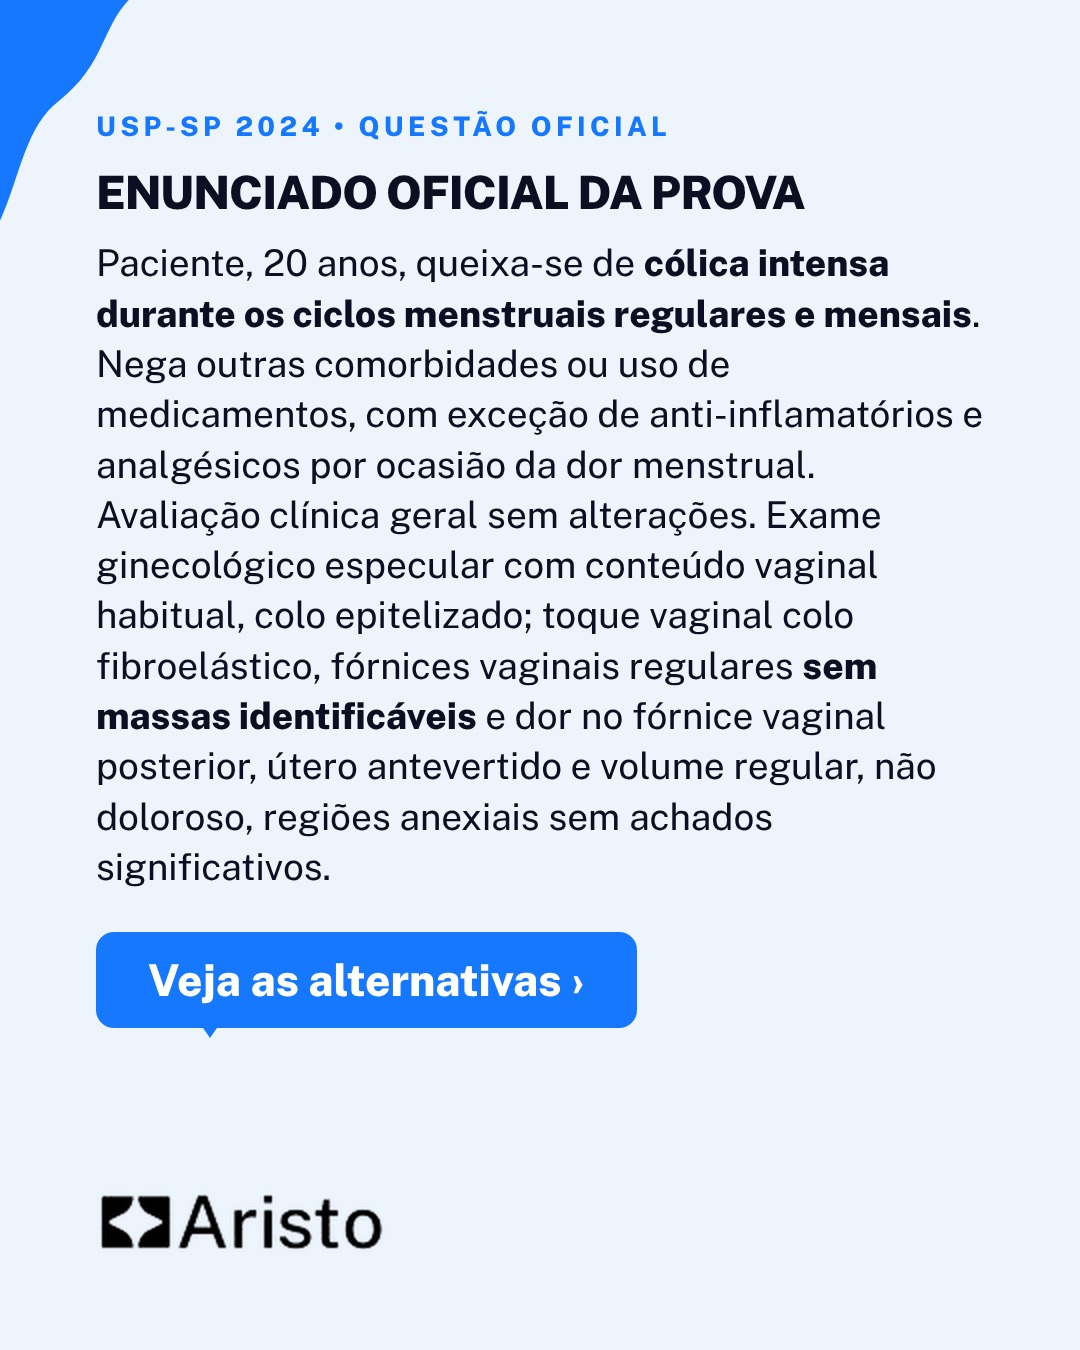 USP-SP 2024 • QUESTÃO OFICIAL
ENUNCIADO OFICIAL DA PROVA
Paciente, 20 anos, queixa-se de cólica intensa
durante os ciclos menstruais regulares e mensais.
Nega outras comorbidades ou uso de
medicamentos, com exceção de anti-inflamatórios e
analgésicos por ocasião da dor menstrual.
Avaliação clínica geral sem alterações. Exame
ginecológico especular com conteúdo vaginal
habitual, colo epitelizado; toque vaginal colo
fibroelástico, fórnices vaginais regulares sem
massas identificáveis e dor no fórnice vaginal
posterior, útero antevertido e volume regular, não
doloroso, regiões anexiais sem achados
significativos.
Veja as alternativas ›
Aristo